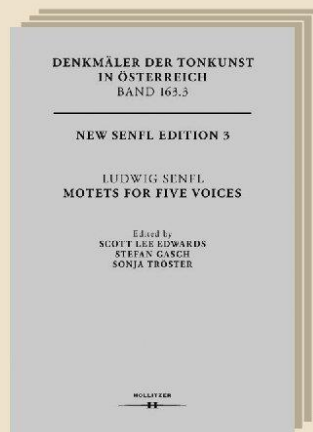 DENKMÄLER DER TONKUNST
IN ÖSTERREICH
BAND 163.3
NEW SENFL EDITION 3
LUDWIG SENFL
MOTETS FOR FIVE VOICES
Edited by
SCOTT LEE EDWARDS
STEFAN GASCH
SONJA TRÖSTER
HOLLITZER
H